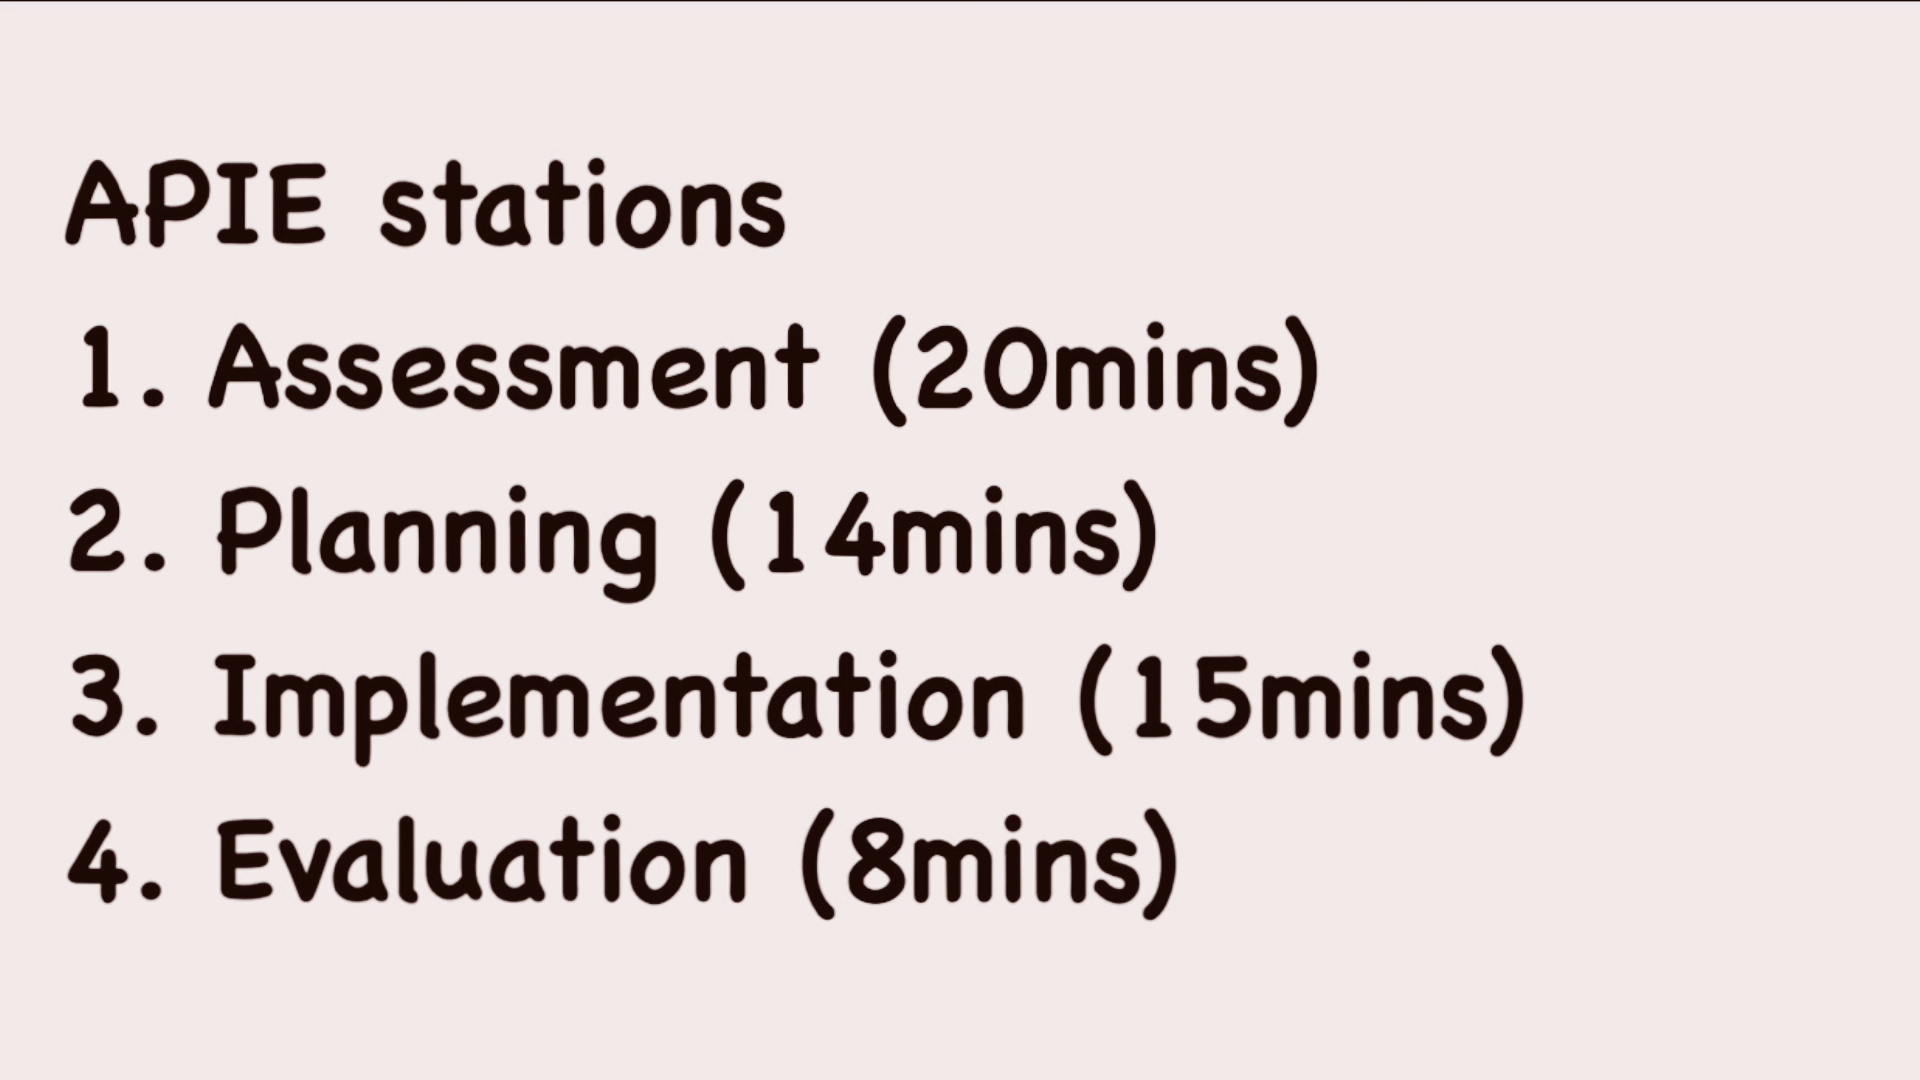 APIE stations
1. Assessment (20mins)
2. Planning (14mins)
3. Implementation (15mins)
4. Evaluation (8mins)